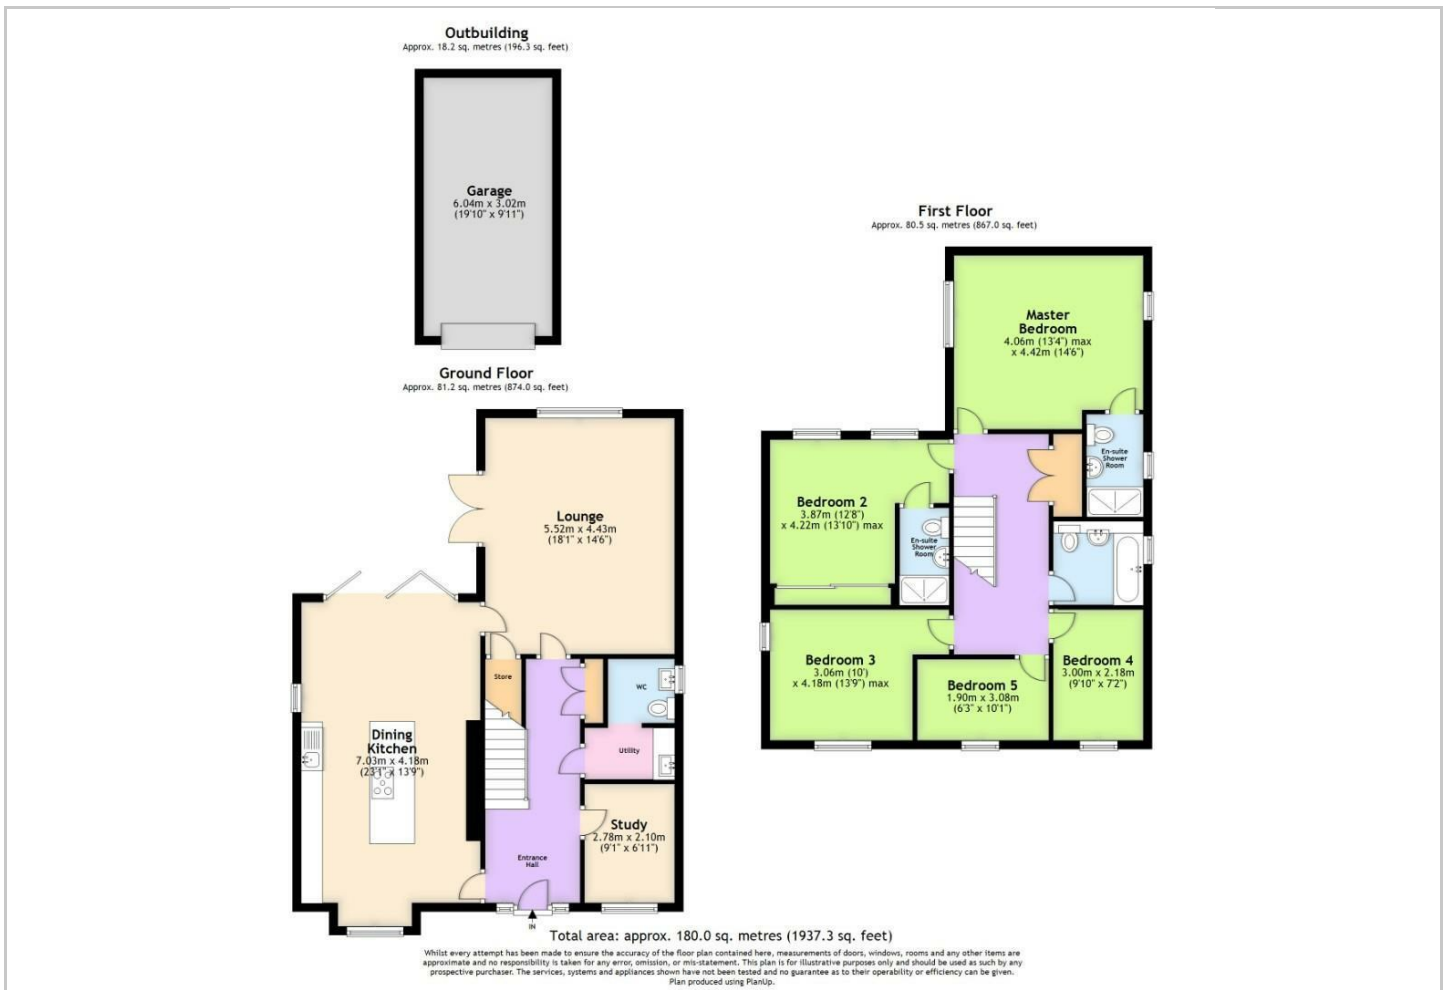 Outbuilding
Approx. 18.2 sq. metres (196.3 sq. feet)
Garage
6.04m x 3.02m
(19'10" x 9'11")
Ground Floor
Approx. 81.2 sq. metres (874.0 sq. feet)
Lounge
5.52m x 4.43m
(18'1" x 14'6")
Store
WC
Dining
Kitchen
7.03m x 4.18m
(23'1" x 13'9")
Utility
Study
2.78m x 2.10m
(9'1" x 6'11")
Entrance
Hall
IN
First Floor
Approx. 80.5 sq. metres (867.0 sq. feet)
Master
Bedroom
4.06m (13'4") max
x 4.42m (14'6")
En-suite
Shower
Room
Bedroom 2
3.87m (12'8")
x 4.22m (13'10") max
En-suite
Shower
Room
Bedroom 3
3.06m (10')
x 4.18m (13'9") max
Bedroom 5
1.90m x 3.08m
(6'3" x 10'1")
Bedroom 4
3.00m x 2.18m
(9'10" x 7'2")
Total area: approx. 180.0 sq. metres (1937.3 sq. feet)
Whilst every attempt has been made to ensure the accuracy of the floor plan contained here, measurements of doors, windows, rooms and any other items are
approximate and no responsibility is taken for any error, omission, or mis-statement. This plan is for illustrative purposes only and should be used as such by any
prospective purchaser. The services, systems and appliances shown have not been tested and no guarantee as to their operability or efficiency can be given.
Plan produced using PlanUp.